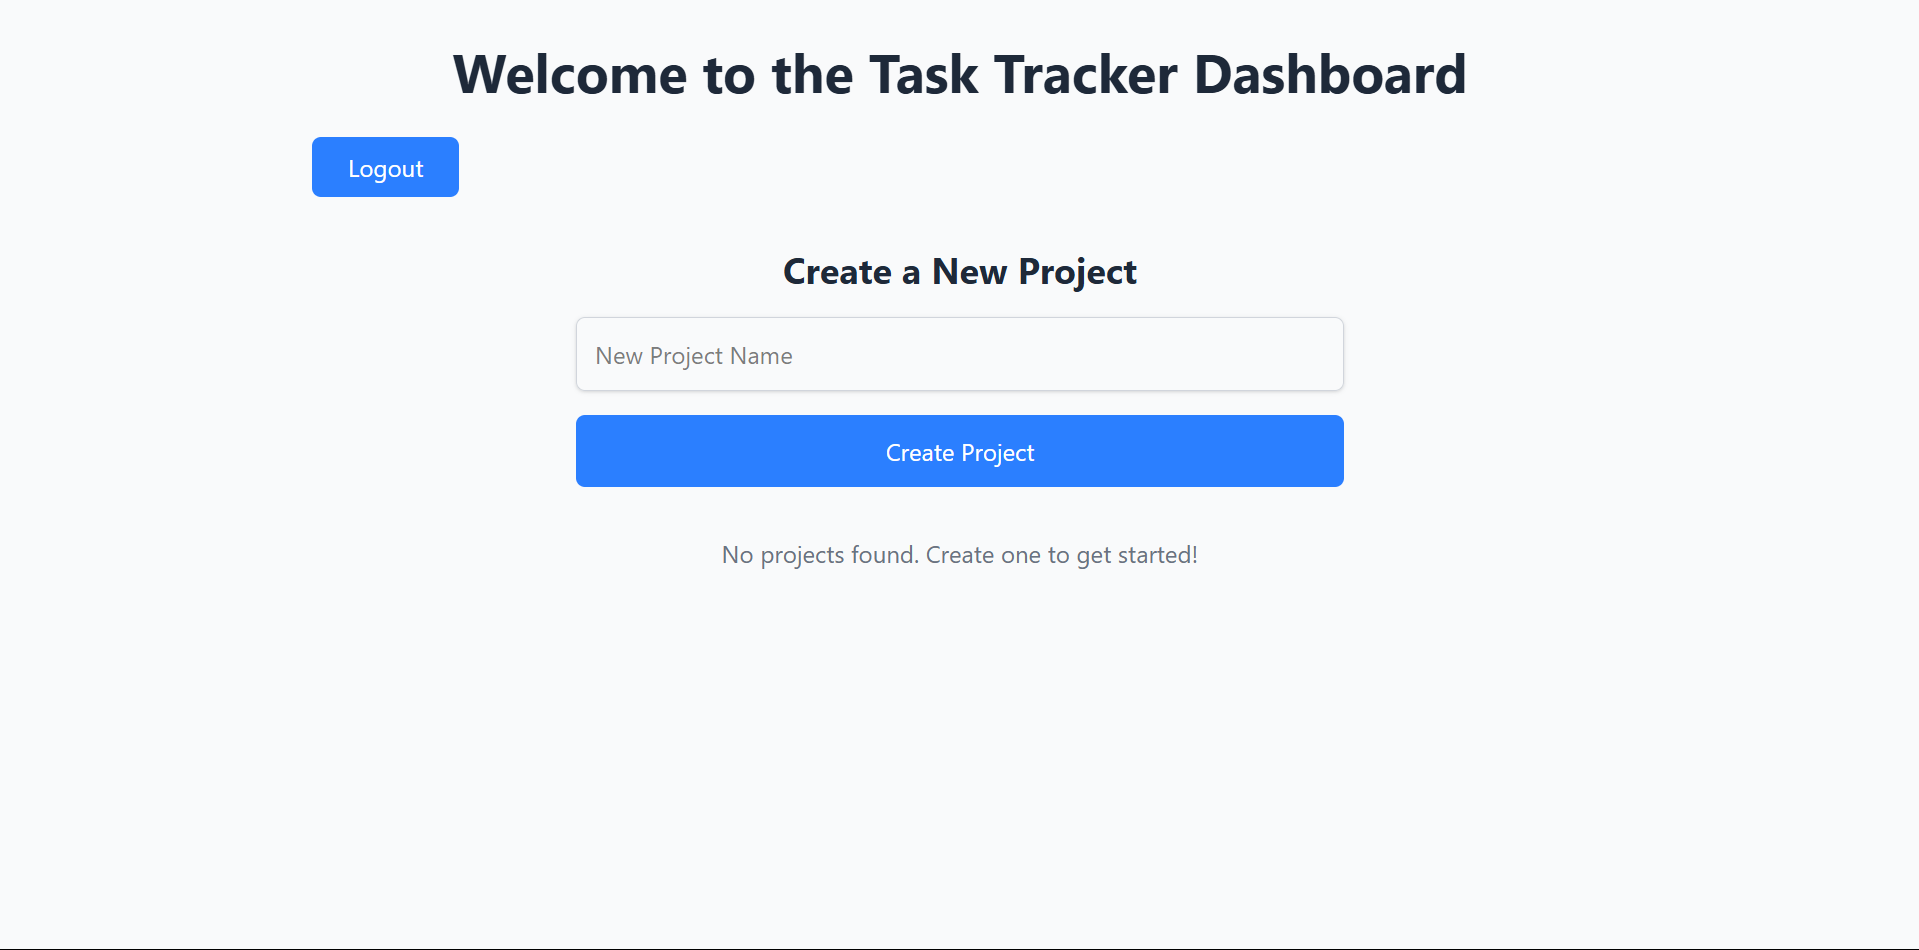 Welcome to the Task Tracker Dashboard
Logout
Create a New Project
New Project Name
Create Project
No projects found. Create one to get started!